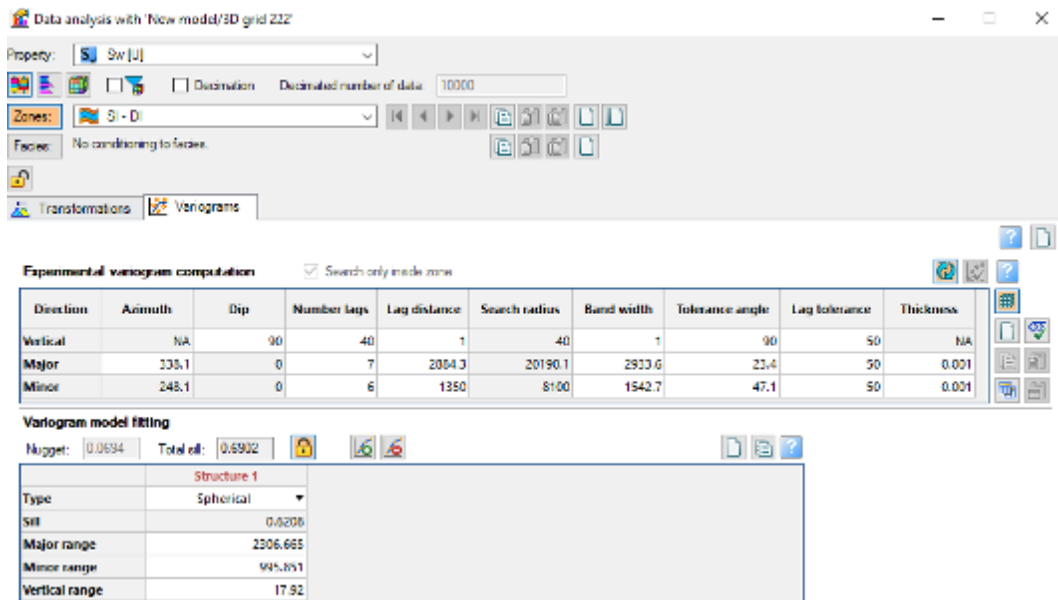 Data analysis with 'New model/3D grid 222'
Property: Sw [U]
Decimation Decimated number of data: 10000
Zones: SI - DI
Facies: No conditioning to facies.
Transformations Variograms
Experimental variogram computation Search only inside zone
Direction Azimuth Dip Number lags Lag distance Search radius Band width Tolerance angle Lag tolerance Thickness
Vertical NA 90 40 1 40 1 90 50 NA
Major 338.1 0 7 20190.1 2933.6 23.4 50 0.001
Minor 248.1 0 6 1350 8100 1542.7 47.1 50 0.001
Variogram model fitting
Nugget: 0.0694 Total sill: 0.6902
Structure 1
Type Spherical
Sill 0.6208
Major range 2306.665
Minor range 995.851
Vertical range 17.92